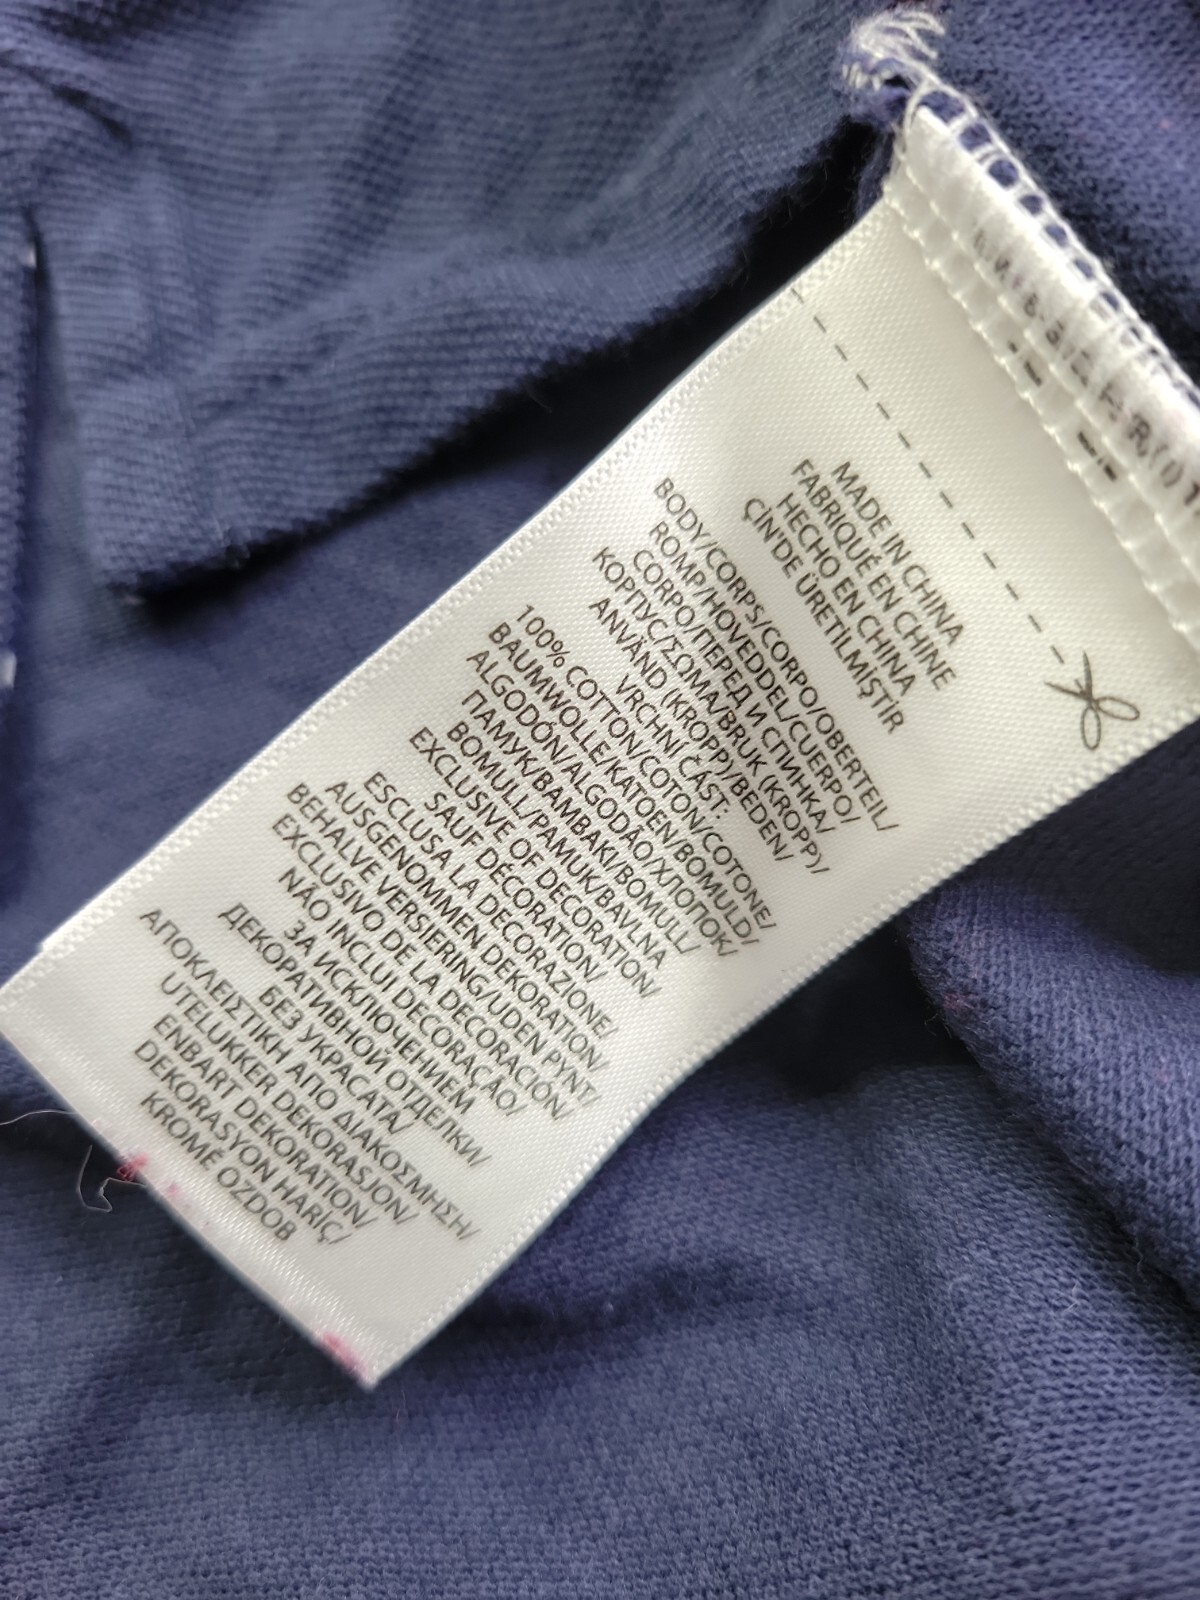 MADE IN CHINA
FABRIQUÉ EN CHINE
HECHO EN CHINA
ÇİN'DE ÜRETİLMİŞTİR
BODY/CORPS/CORPO/OBERTEIL/
ROMP/HOVEDDEL/CUERPO/
CORPO/ПЕРЕД И СПИНКА/
КОРПУС/ΣΩΜΑ/BRUK (KROPP)/
ANVÄND (KROPP)/BEDEN/
VRCHNÍ ČÁST:
100% COTTON/COTON/COTONE/
BAUMWOLLE/KATOEN/BOMULD/
ALGODÓN/ALGODÃO/ХЛОПОК/
ПАМУК/ΒΑΜΒΑΚΙ/BOMULL/
BOMULL/PAMUK/BAVLNA
EXCLUSIVE OF DECORATION/
SAUF DÉCORATION/
ESCLUSA LA DECORAZIONE/
AUSGENOMMEN DEKORATION/
BEHALVE VERSIERING/UDEN PYNT/
EXCLUSIVO DE LA DECORACIÓN/
NÃO INCLUI DECORAÇÃO/
ЗА ИСКЛЮЧЕНИЕМ
ДЕКОРАТИВНОЙ ОТДЕЛКИ/
БЕЗ УКРАСАТА/
ΑΠΟΚΛΕΙΣΤΙΚΗ ΑΠΟ ΔΙΑΚΟΣΜΗΣΗ/
UTELUKKER DEKORASJON/
ENBART DEKORATION/
DEKORASYON HARİÇ/
KROMĚ OZDOB